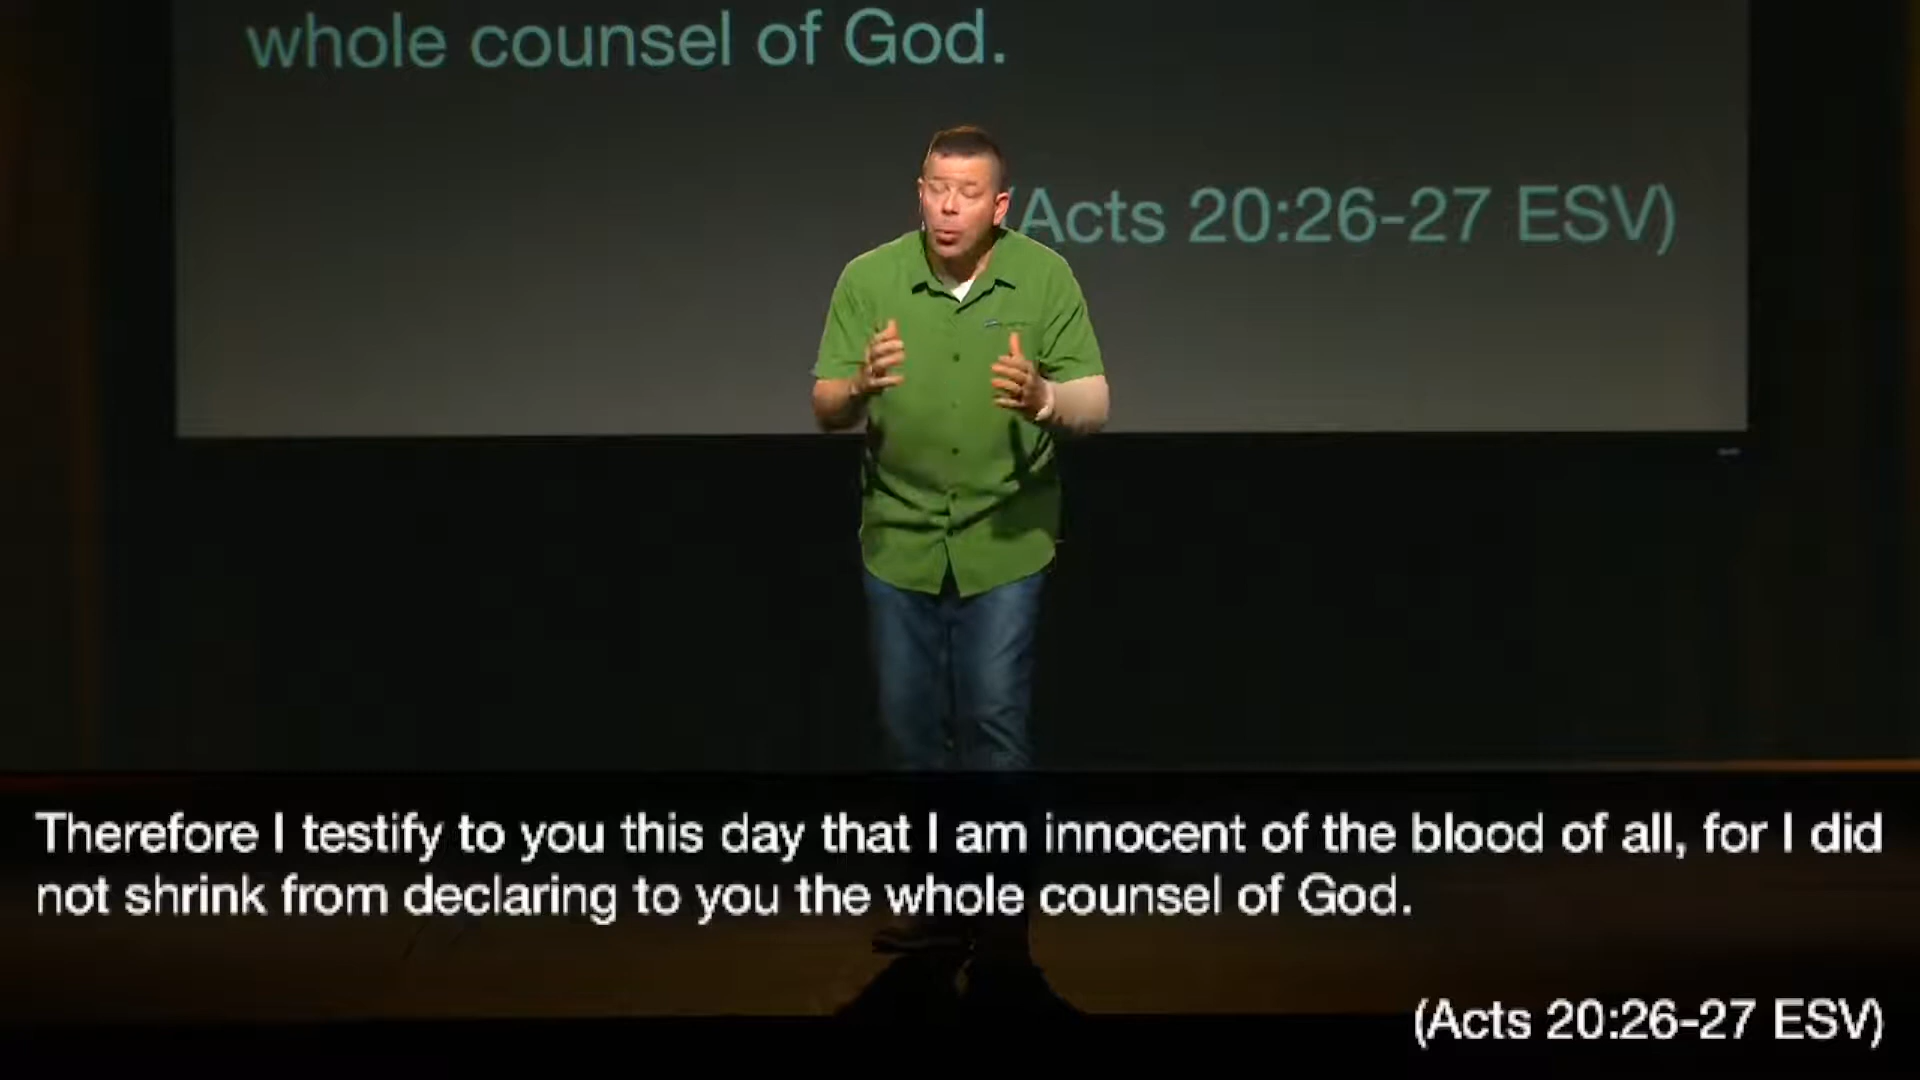 whole counsel of God.
(Acts 20:26-27 ESV)
Therefore I testify to you this day that I am innocent of the blood of all, for I did
not shrink from declaring to you the whole counsel of God.
(Acts 20:26-27 ESV)